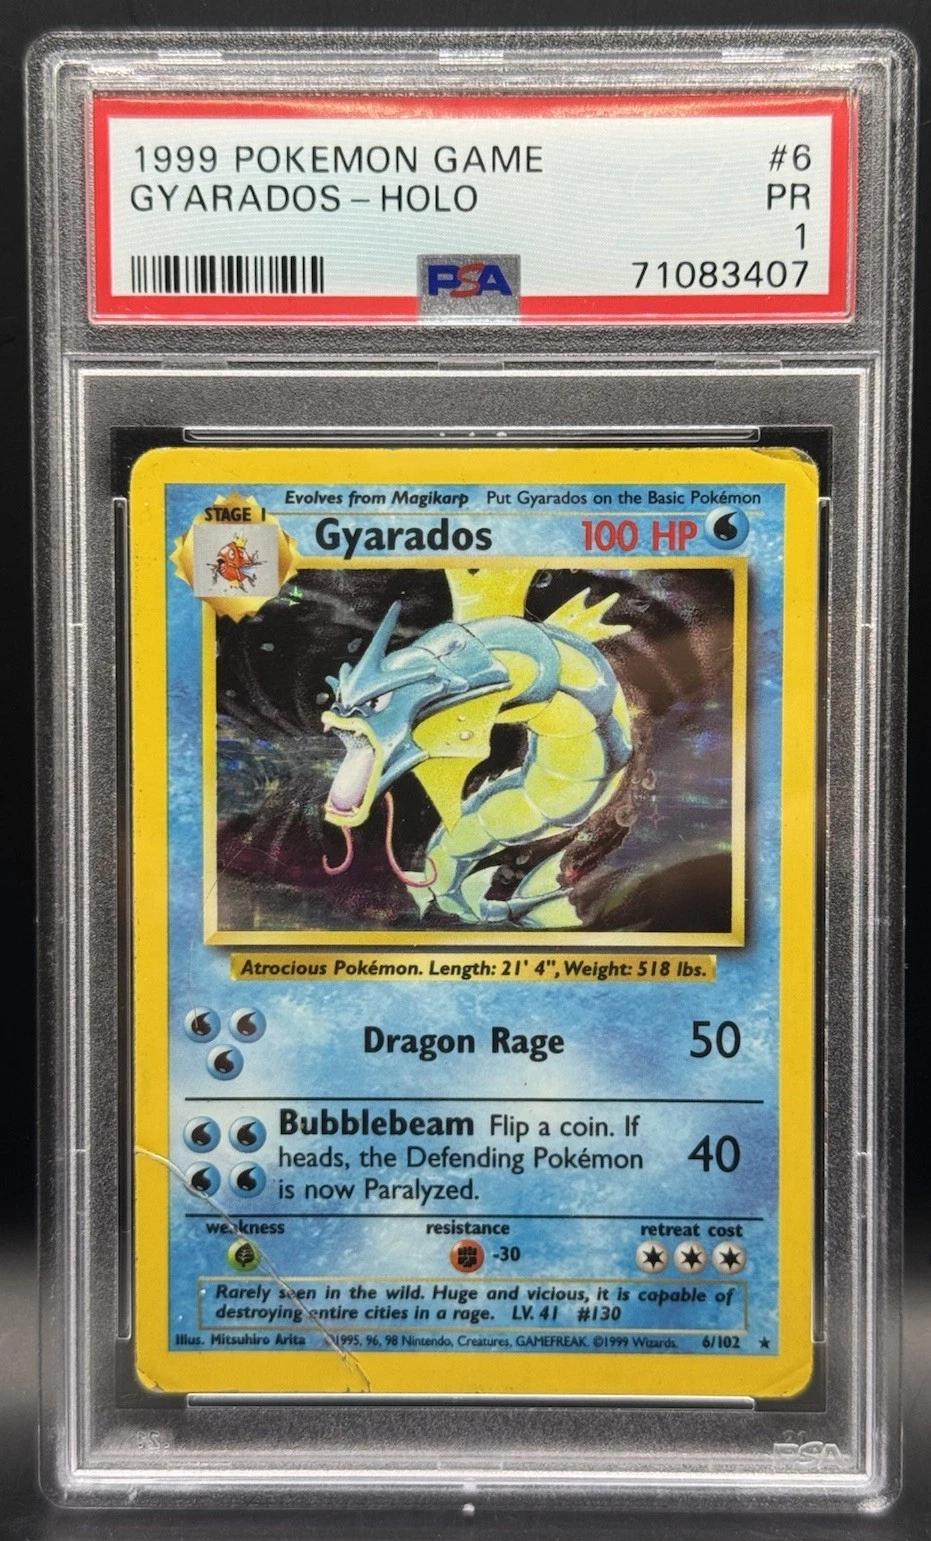 1999 POKEMON GAME #6
GYARADOS – HOLO PR
1
PSA 71083407
Evolves from Magikarp Put Gyarados on the Basic Pokémon
STAGE 1
Gyarados 100 HP
Atrocious Pokémon. Length: 21' 4", Weight: 518 lbs.
Dragon Rage 50
Bubblebeam Flip a coin. If
heads, the Defending Pokémon
is now Paralyzed.
40
weakness resistance retreat cost
-30
Rarely seen in the wild. Huge and vicious, it is capable of
destroying entire cities in a rage. LV. 41 #130
Illus. Mitsuhiro Arita ©1995, 96, 98 Nintendo, Creatures, GAMEFREAK. ©1999 Wizards. 6/102 ★
PSA